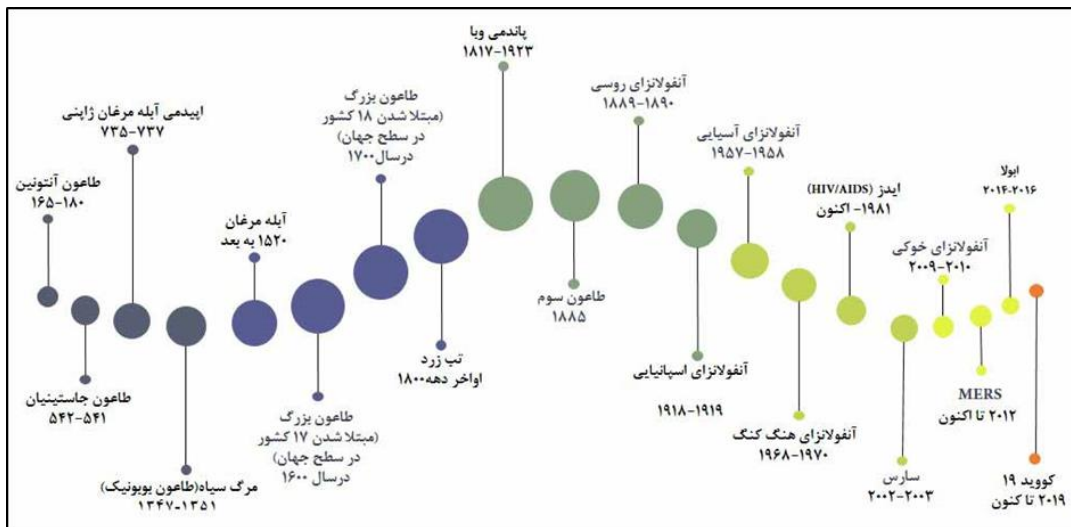 طاعون آنتونین
۱۶۵-۱۸۰
طاعون جاستینیان
۵۴۲-۵۴۱
اپیدمی آبله مرغان ژاپنی
۷۳۵-۷۳۷
مرگ سیاه(طاعون بوبونیک)
۱۳۴۷-۱۳۵۱
آبله مرغان
۱۵۲۰ به بعد
طاعون بزرگ
(مبتلا شدن ۱۷ کشور
در سطح جهان)
درسال ۱۶۰۰
طاعون بزرگ
(مبتلا شدن ۱۸ کشور
در سطح جهان)
درسال ۱۷۰۰
تب زرد
اواخر دهه ۱۸۰۰
پاندمی وبا
۱۸۱۷-۱۹۲۳
طاعون سوم
۱۸۸۵
آنفولانزای روسی
۱۸۸۹-۱۸۹۰
آنفولانزای اسپانیایی
۱۹۱۸-۱۹۱۹
آنفولانزای آسیایی
۱۹۵۷-۱۹۵۸
آنفولانزای هنگ کنگ
۱۹۶۸-۱۹۷۰
ایدز (HIV/AIDS)
۱۹۸۱- اکنون
سارس
۲۰۰۲-۲۰۰۳
آنفولانزای خوکی
۲۰۰۹-۲۰۱۰
MERS
۲۰۱۲ تا اکنون
ابولا
۲۰۱۴-۲۰۱۶
کووید ۱۹
۲۰۱۹ تا کنون